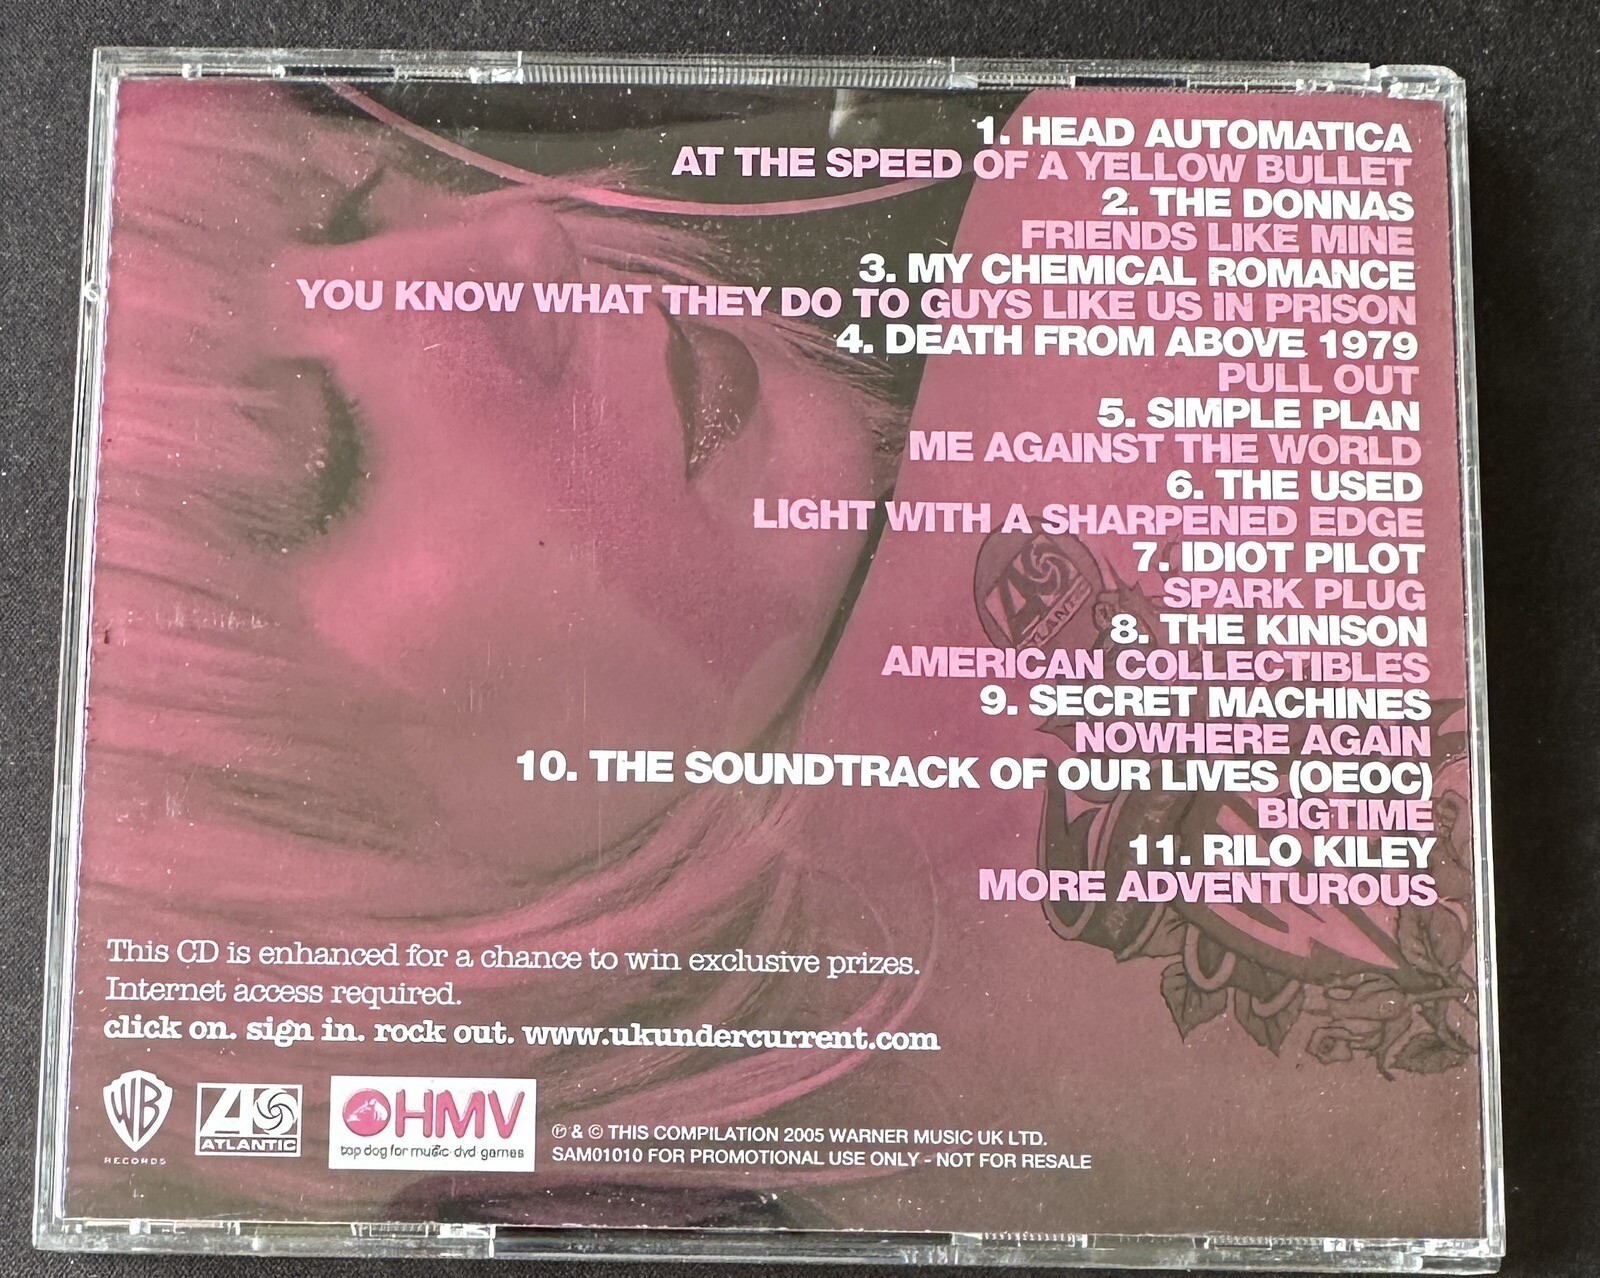 1. HEAD AUTOMATICA
AT THE SPEED OF A YELLOW BULLET
2. THE DONNAS
FRIENDS LIKE MINE
3. MY CHEMICAL ROMANCE
YOU KNOW WHAT THEY DO TO GUYS LIKE US IN PRISON
4. DEATH FROM ABOVE 1979
PULL OUT
5. SIMPLE PLAN
ME AGAINST THE WORLD
6. THE USED
LIGHT WITH A SHARPENED EDGE
7. IDIOT PILOT
SPARK PLUG
8. THE KINISON
AMERICAN COLLECTIBLES
9. SECRET MACHINES
NOWHERE AGAIN
10. THE SOUNDTRACK OF OUR LIVES (OEOC)
BIGTIME
11. RILO KILEY
MORE ADVENTUROUS
This CD is enhanced for a chance to win exclusive prizes.
Internet access required.
click on. sign in. rock out. www.ukundercurrent.com
WB
RECORDS
ATLANTIC
HMV
top dog for music·dvd·games
℗ & © THIS COMPILATION 2005 WARNER MUSIC UK LTD.
SAM01010 FOR PROMOTIONAL USE ONLY - NOT FOR RESALE